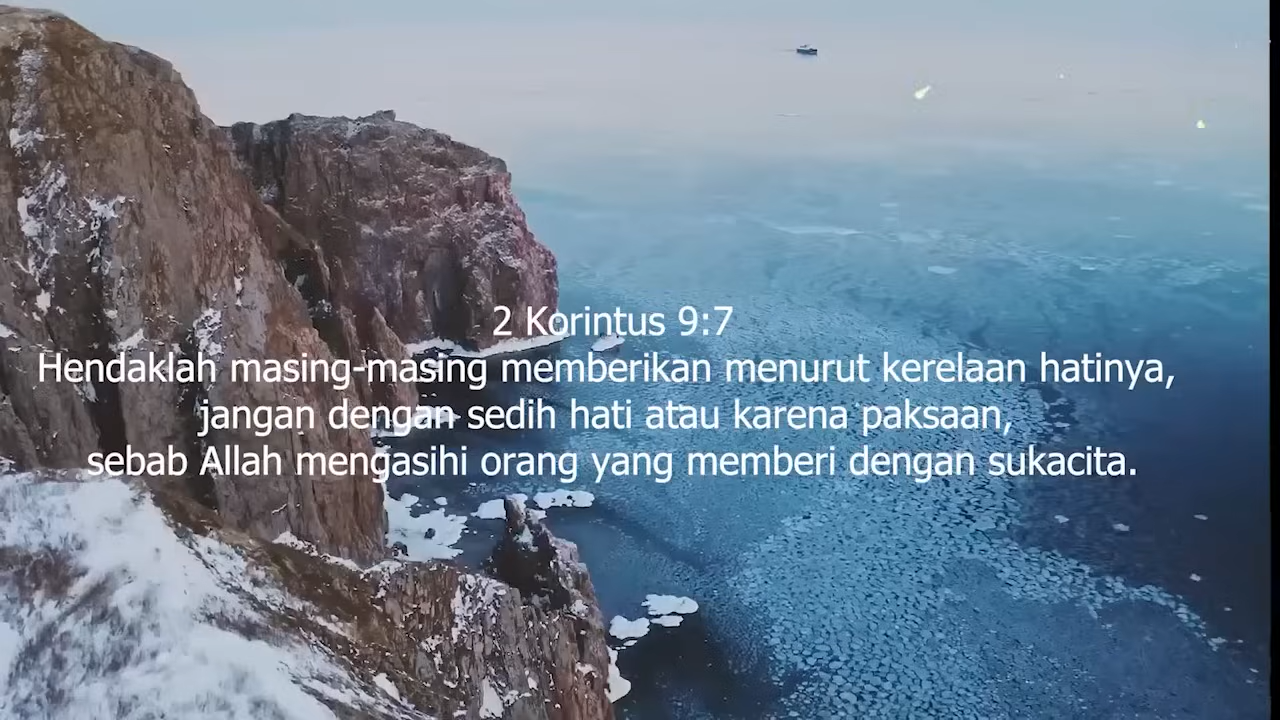 2 Korintus 9:7
Hendaklah masing-masing memberikan menurut kerelaan hatinya,
jangan dengan sedih hati atau karena paksaan,
sebab Allah mengasihi orang yang memberi dengan sukacita.